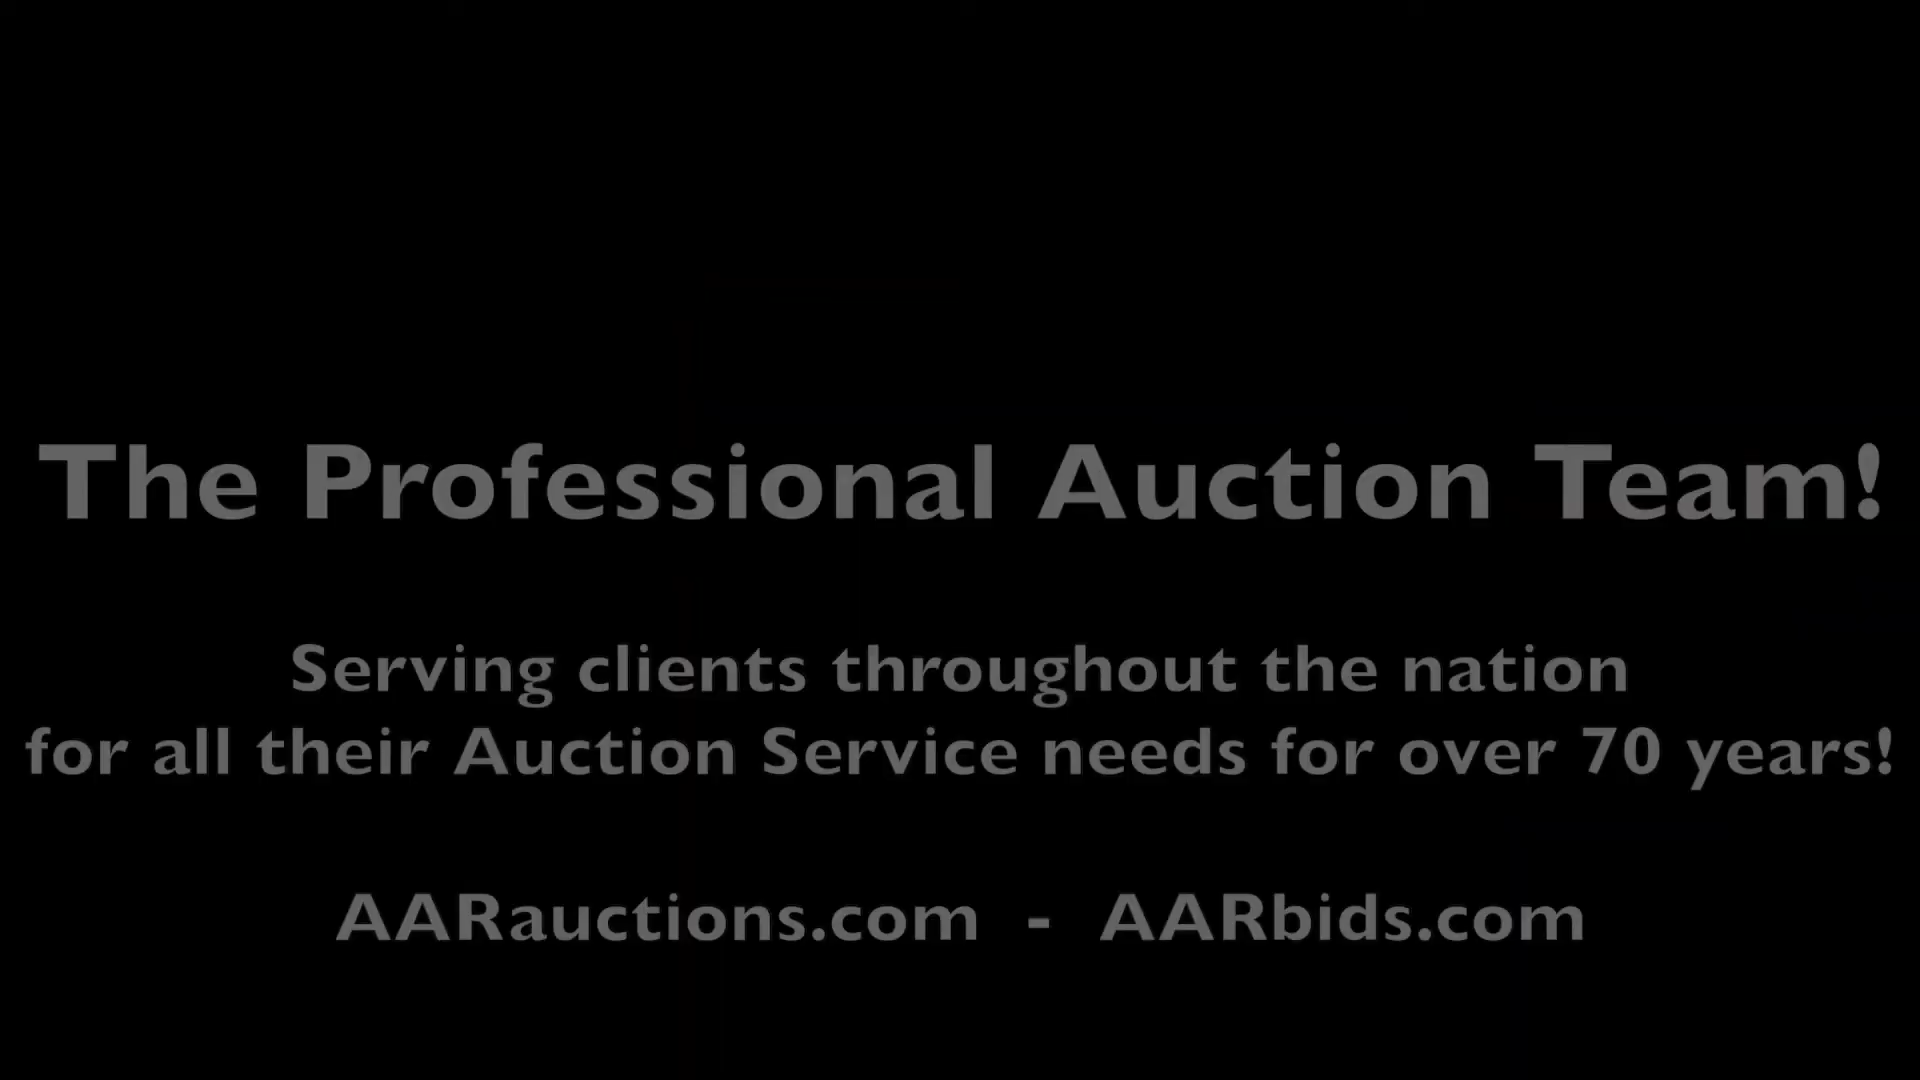 The Professional Auction Team!
Serving clients throughout the nation
for all their Auction Service needs for over 70 years!
AARauctions.com - AARbids.com